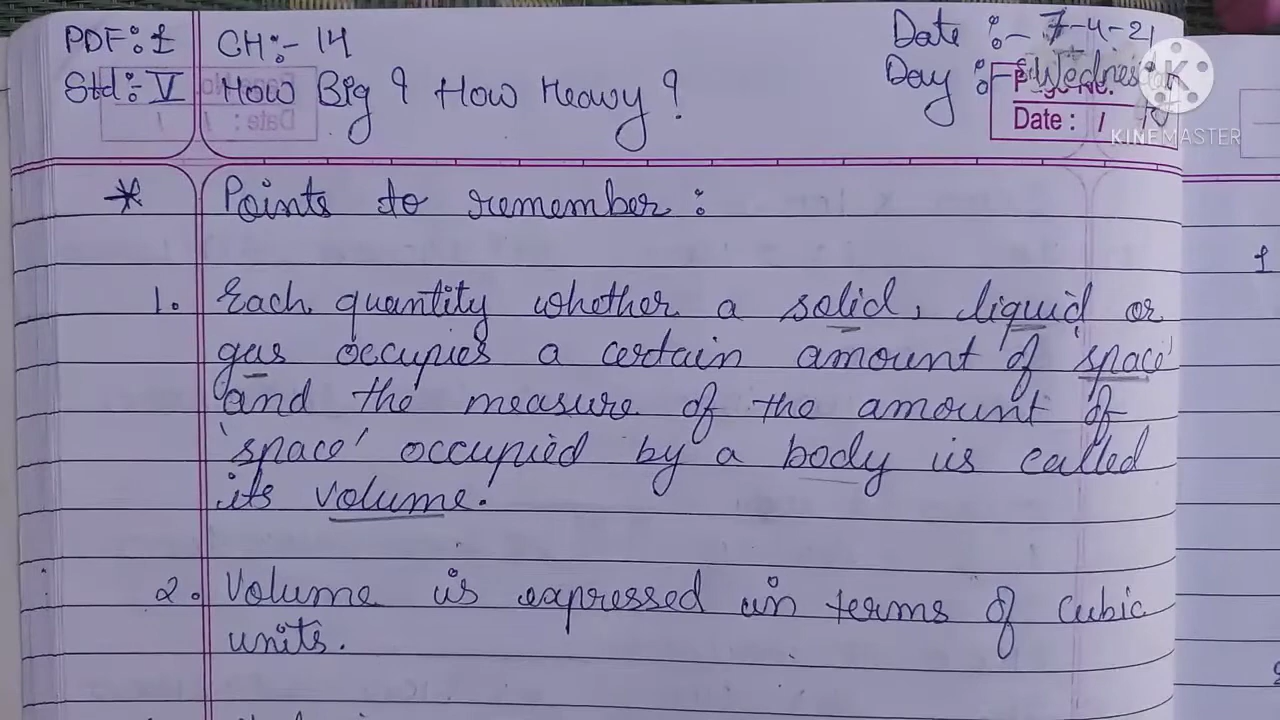 PDF:- 1 CH:- 14 Date :- 7-4-21
Std:- V How Big? How Heavy? Day :- Wednes
Date : /
KINEMASTER
* Points to remember :
1. Each quantity whether a solid, liquid or
gas occupies a certain amount of 'space'
and the measure of the amount of
'space' occupied by a body is called
its volume.
2. Volume is expressed in terms of cubic
units.